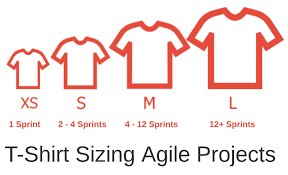 XS S M L
1 Sprint 2 - 4 Sprints 4 - 12 Sprints 12+ Sprints
T-Shirt Sizing Agile Projects